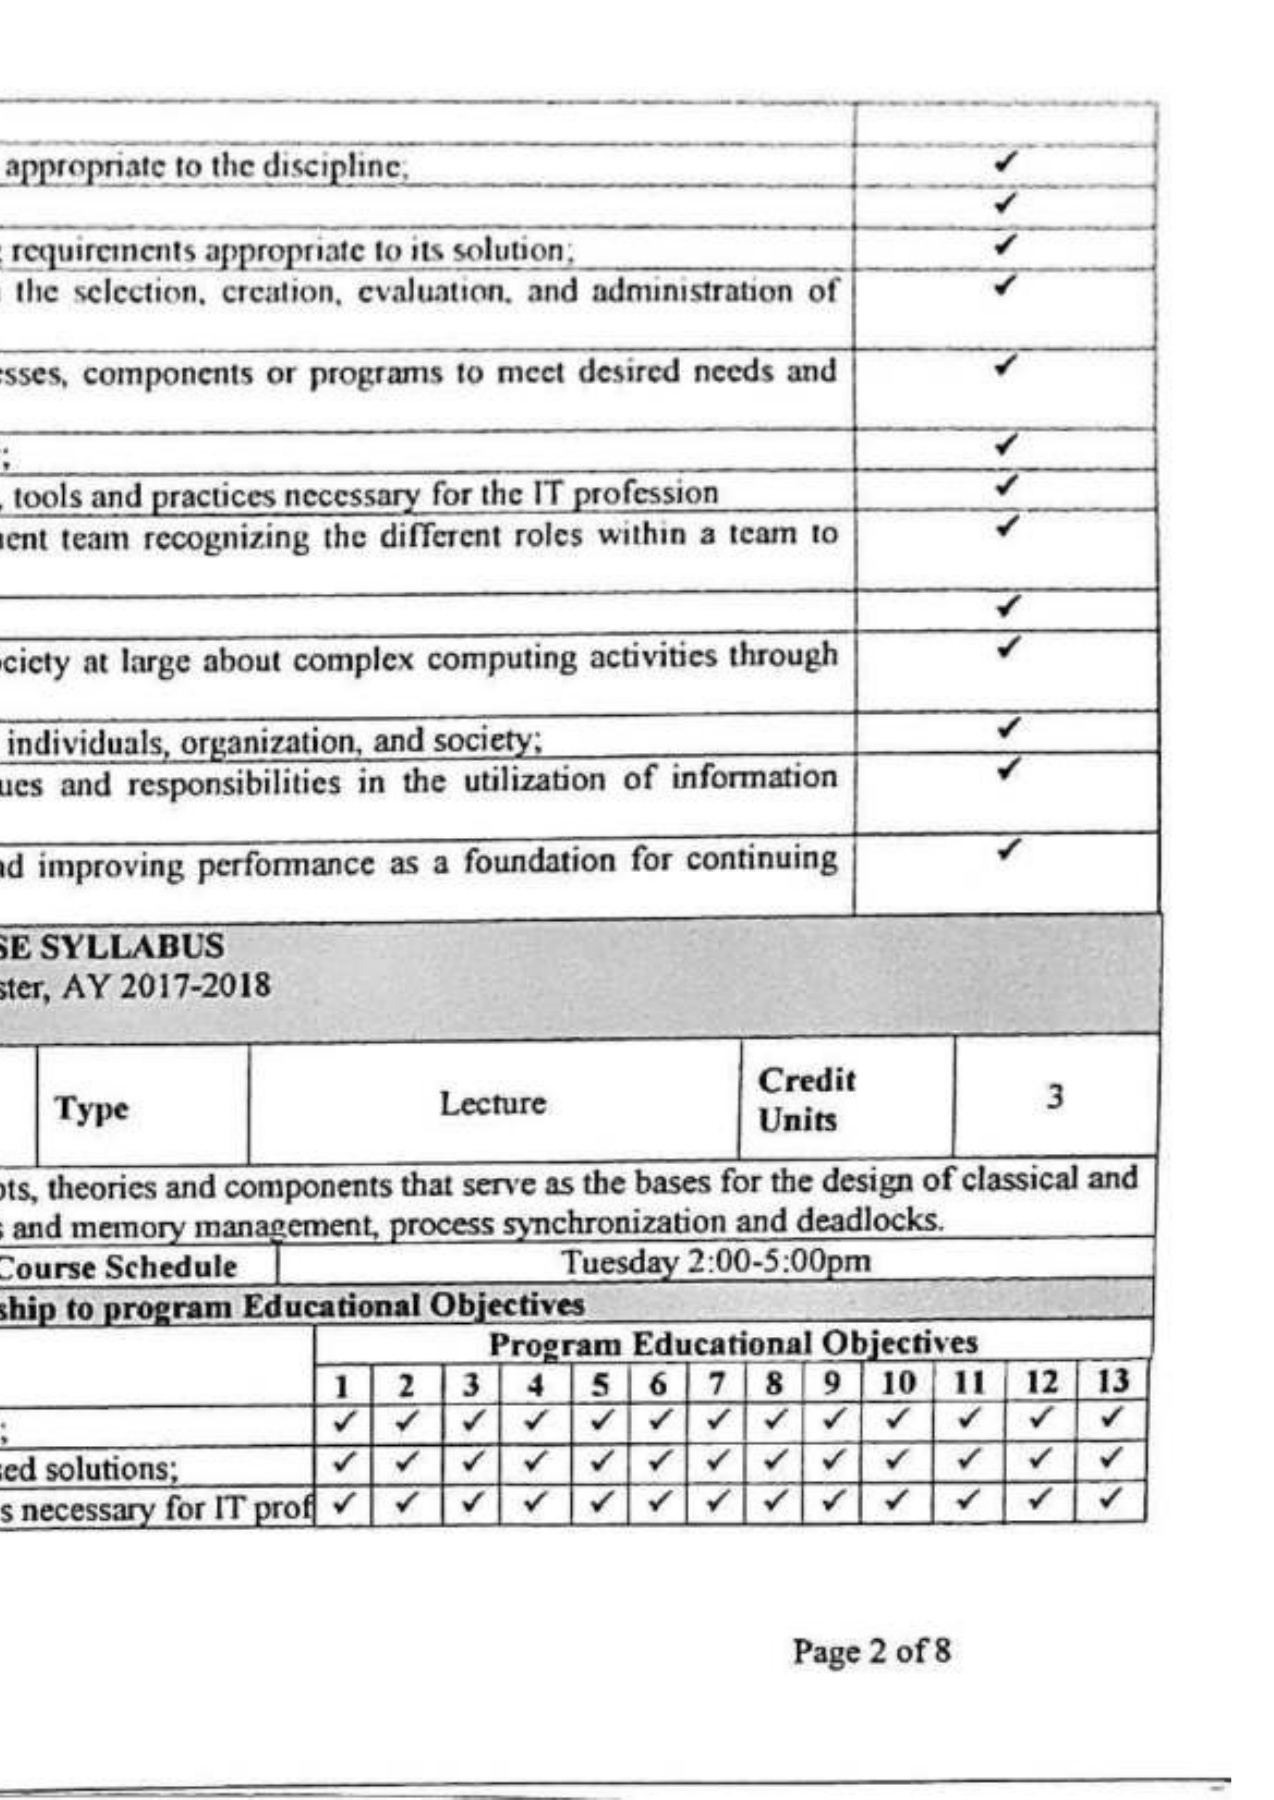 appropriate to the discipline; ✓
✓
requirements appropriate to its solution; ✓
the selection, creation, evaluation, and administration of ✓
esses, components or programs to meet desired needs and ✓
; ✓
, tools and practices necessary for the IT profession ✓
nent team recognizing the different roles within a team to ✓
✓
ociety at large about complex computing activities through ✓
individuals, organization, and society; ✓
ues and responsibilities in the utilization of information ✓
nd improving performance as a foundation for continuing ✓
SE SYLLABUS
ster, AY 2017-2018
Type Lecture Credit Units 3
pts, theories and components that serve as the bases for the design of classical and
s and memory management, process synchronization and deadlocks.
Course Schedule Tuesday 2:00-5:00pm
ship to program Educational Objectives
Program Educational Objectives
1 2 3 4 5 6 7 8 9 10 11 12 13
; ✓ ✓ ✓ ✓ ✓ ✓ ✓ ✓ ✓ ✓ ✓ ✓ ✓
sed solutions; ✓ ✓ ✓ ✓ ✓ ✓ ✓ ✓ ✓ ✓ ✓ ✓ ✓
s necessary for IT prof ✓ ✓ ✓ ✓ ✓ ✓ ✓ ✓ ✓ ✓ ✓ ✓ ✓
Page 2 of 8